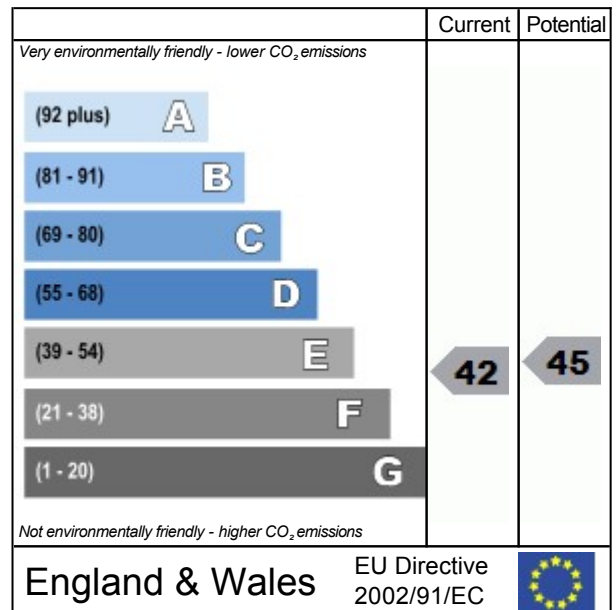 Current Potential
Very environmentally friendly - lower CO₂ emissions
(92 plus) A
(81 - 91) B
(69 - 80) C
(55 - 68) D
(39 - 54) E
42 45
(21 - 38) F
(1 - 20) G
Not environmentally friendly - higher CO₂ emissions
England & Wales
EU Directive
2002/91/EC